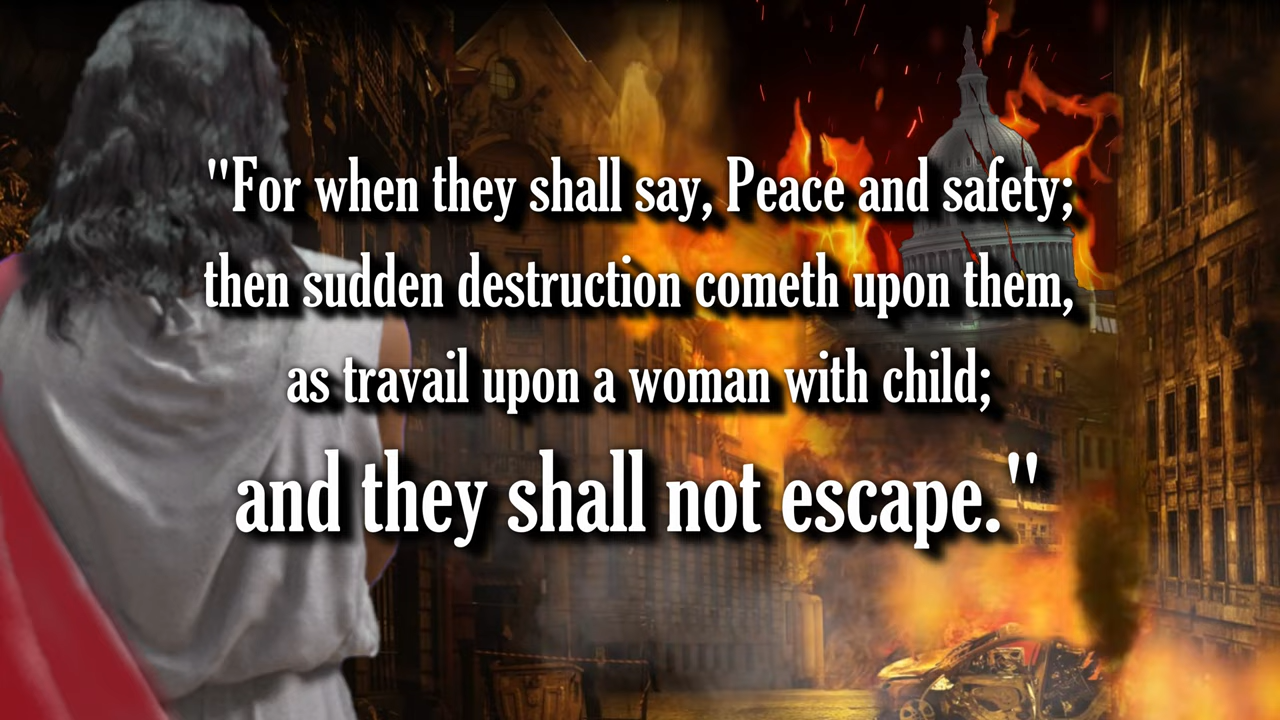 "For when they shall say, Peace and safety;
then sudden destruction cometh upon them,
as travail upon a woman with child;
and they shall not escape."